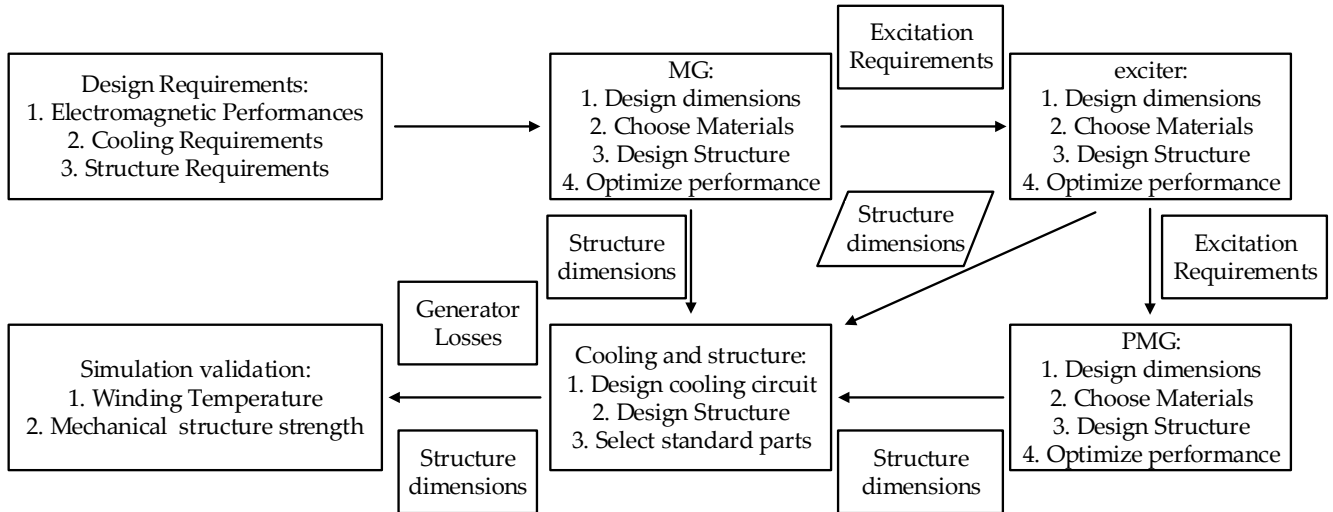 Design Requirements:
1. Electromagnetic Performances
2. Cooling Requirements
3. Structure Requirements
MG:
1. Design dimensions
2. Choose Materials
3. Design Structure
4. Optimize performance
Excitation
Requirements
exciter:
1. Design dimensions
2. Choose Materials
3. Design Structure
4. Optimize performance
Structure
dimensions
Structure
dimensions
Excitation
Requirements
Generator
Losses
Simulation validation:
1. Winding Temperature
2. Mechanical structure strength
Cooling and structure:
1. Design cooling circuit
2. Design Structure
3. Select standard parts
PMG:
1. Design dimensions
2. Choose Materials
3. Design Structure
4. Optimize performance
Structure
dimensions
Structure
dimensions